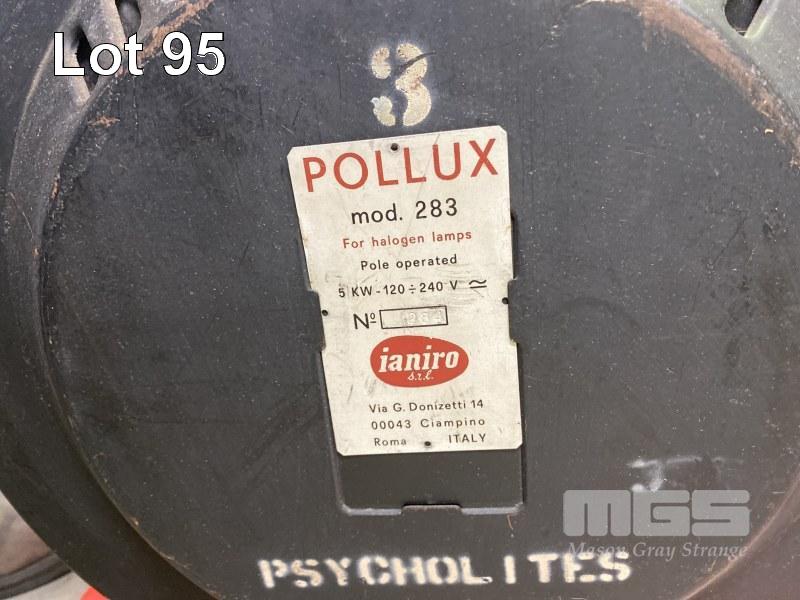 Lot 95
3
POLLUX
mod. 283
For halogen lamps
Pole operated
5 KW - 120 ÷ 240 V ≂
Nº
ianiro
s.r.l.
Via G. Donizetti 14
00043 Ciampino
Roma ITALY
MGS
Mason Gray Strange
PSYCHOLITES